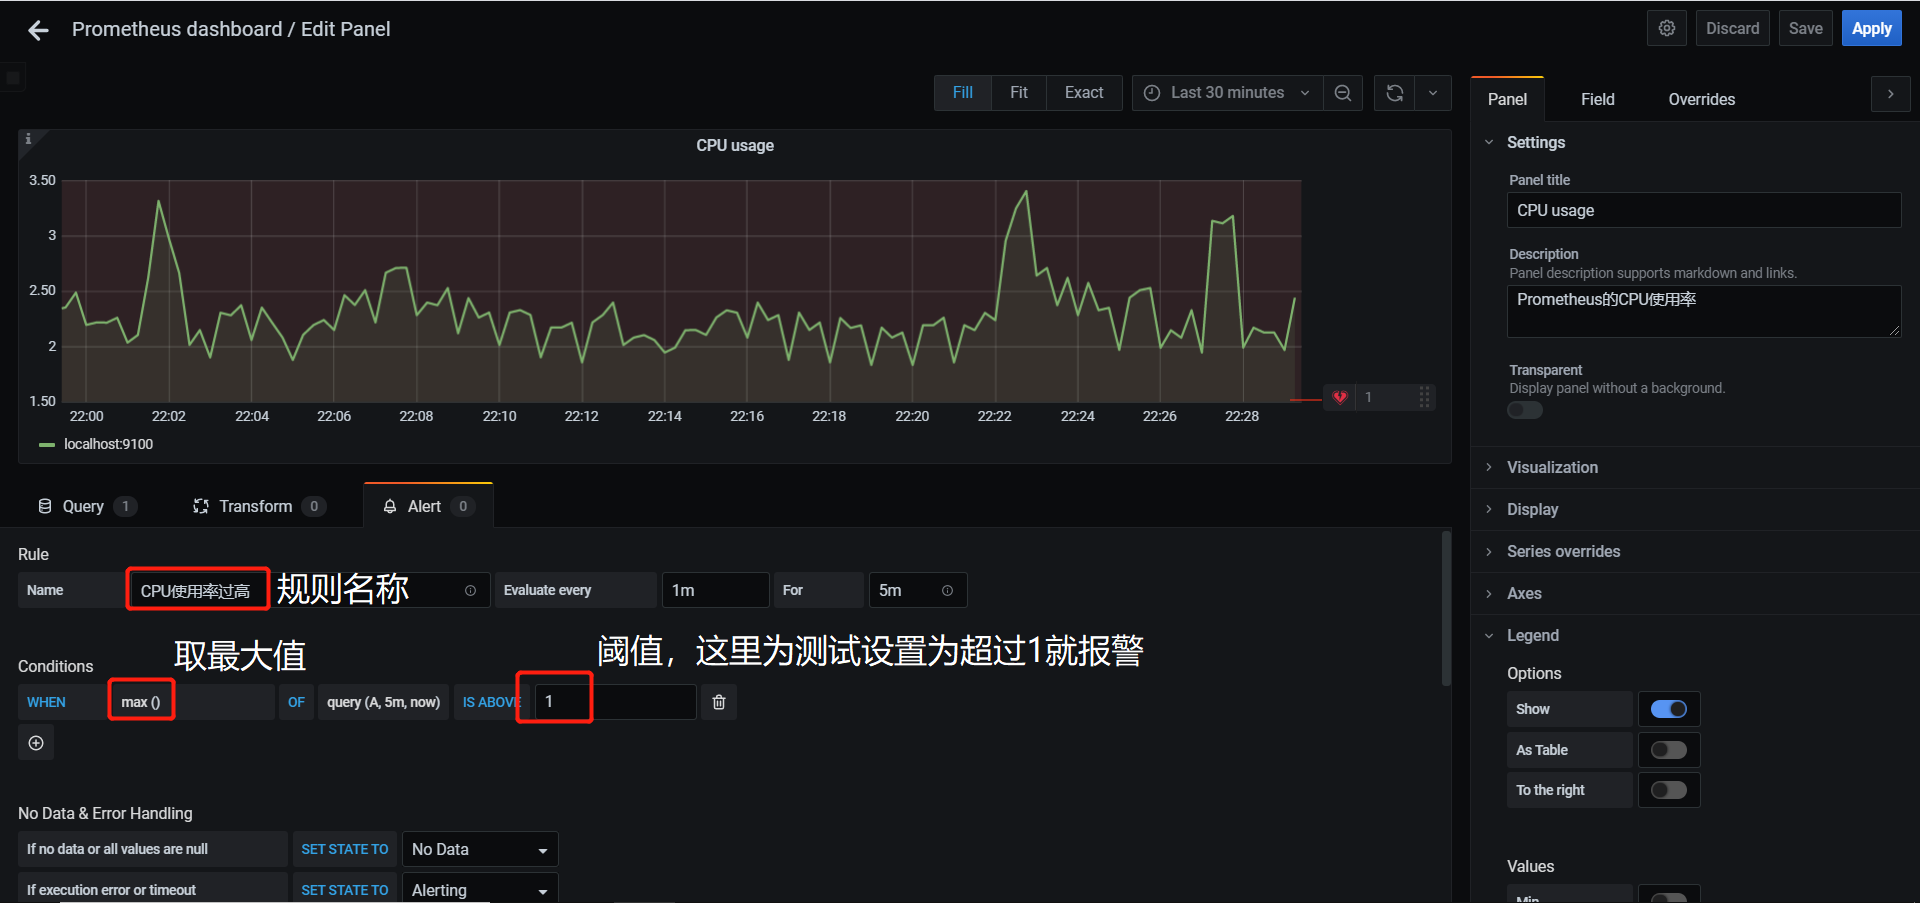 Prometheus dashboard / Edit Panel
Discard
Save
Apply
Fill
Fit
Exact
Last 30 minutes
Panel
Field
Overrides
CPU usage
3.50
3
2.50
2
1.50
22:00
22:02
22:04
22:06
22:08
22:10
22:12
22:14
22:16
22:18
22:20
22:22
22:24
22:26
22:28
1
localhost:9100
Settings
Panel title
CPU usage
Description
Panel description supports markdown and links.
Prometheus的CPU使用率
Transparent
Display panel without a background.
Visualization
Display
Series overrides
Axes
Legend
Options
Show
As Table
To the right
Values
Min
Query 1
Transform 0
Alert 0
Rule
Name
CPU使用率过高
规则名称
Evaluate every
1m
For
5m
取最大值
阈值，这里为测试设置为超过1就报警
Conditions
WHEN
max ()
OF
query (A, 5m, now)
IS ABOVE
1
No Data & Error Handling
If no data or all values are null
SET STATE TO
No Data
If execution error or timeout
SET STATE TO
Alerting